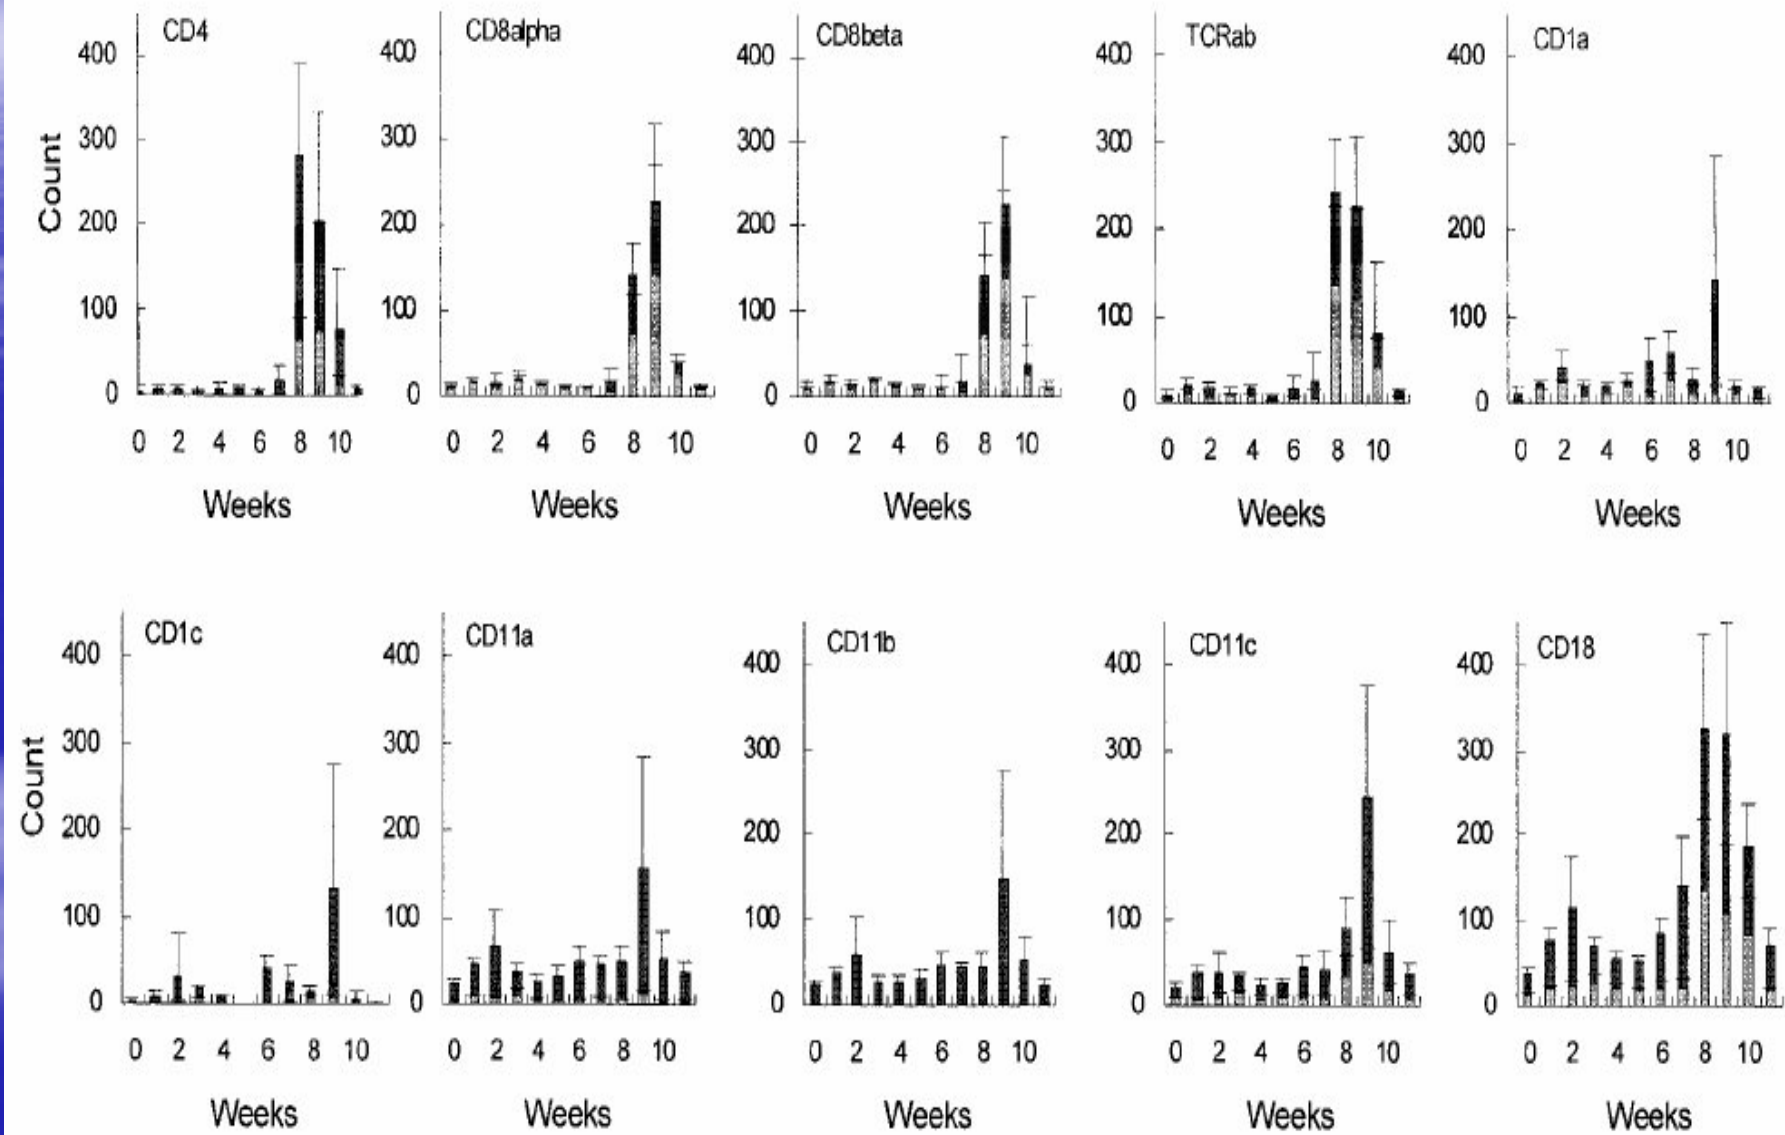 CD4 CD8alpha CD8beta TCRab CD1a
400 400 400 400 400
300 300 300 300 300
200 200 200 200 200
100 100 100 100 100
0 0 0 0 0
Count
0 2 4 6 8 10 0 2 4 6 8 10 0 2 4 6 8 10 0 2 4 6 8 10 0 2 4 6 8 10
Weeks Weeks Weeks Weeks Weeks
CD1c CD11a CD11b CD11c CD18
400 400 400 400 400
300 300 300 300 300
200 200 200 200 200
100 100 100 100 100
0 0 0 0 0
Count
0 2 4 6 8 10 0 2 4 6 8 10 0 2 4 6 8 10 0 2 4 6 8 10 0 2 4 6 8 10
Weeks Weeks Weeks Weeks Weeks